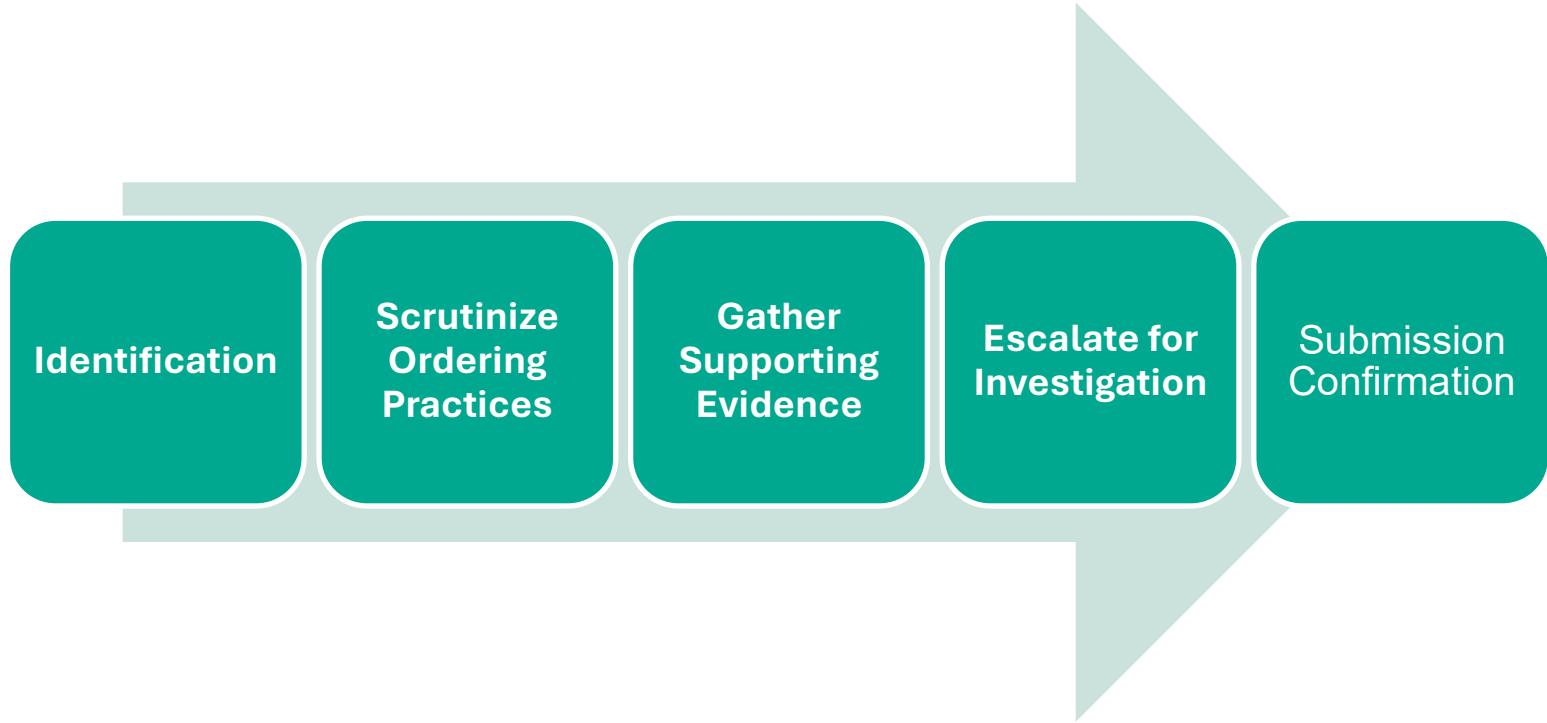 Identification
Scrutinize
Ordering
Practices
Gather
Supporting
Evidence
Escalate for
Investigation
Submission
Confirmation